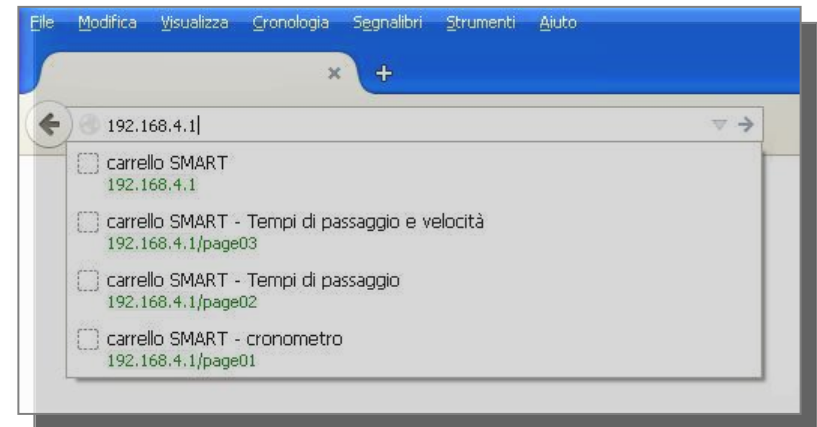 File Modifica Visualizza Cronologia Segnalibri Strumenti Aiuto
192.168.4.1
carrello SMART
192.168.4.1
carrello SMART - Tempi di passaggio e velocità
192.168.4.1/page03
carrello SMART - Tempi di passaggio
192.168.4.1/page02
carrello SMART - cronometro
192.168.4.1/page01